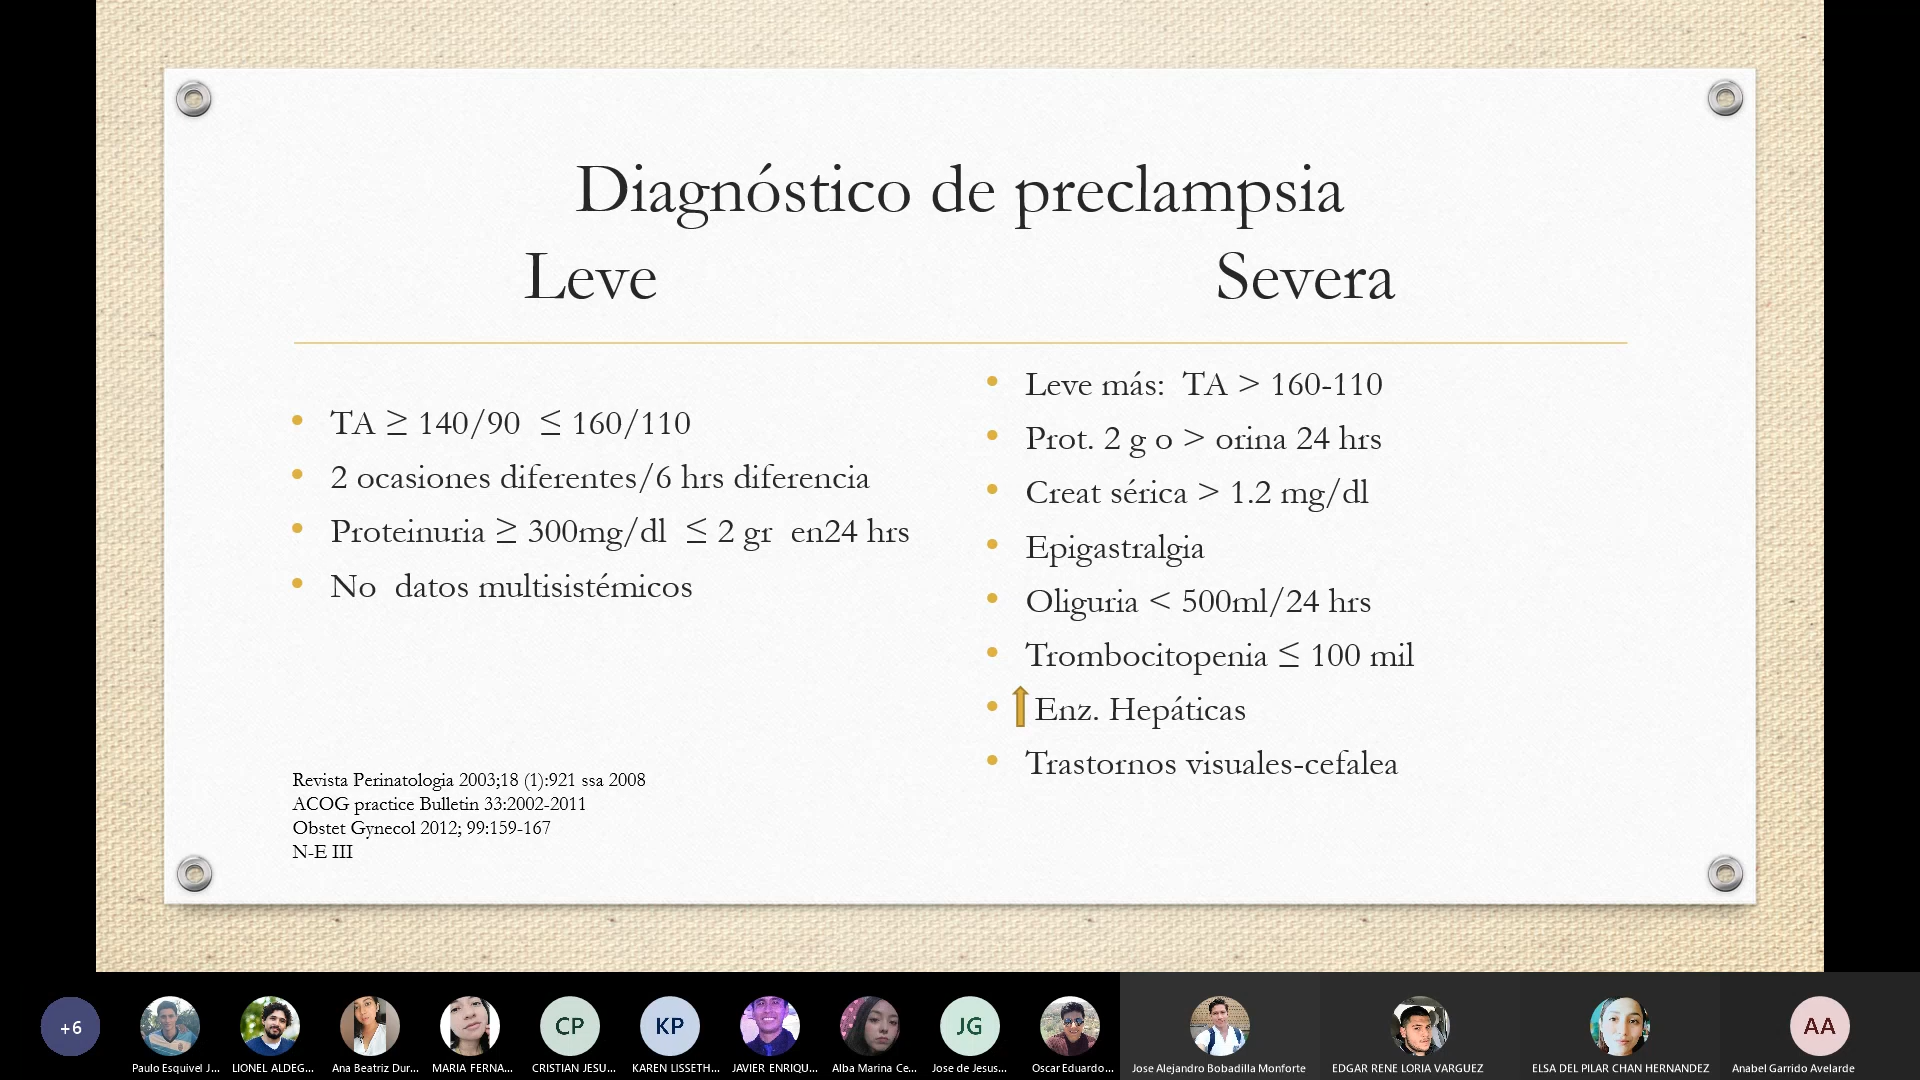 Diagnóstico de preclampsia
Leve Severa
TA ≥ 140/90 ≤ 160/110
2 ocasiones diferentes/6 hrs diferencia
Proteinuria ≥ 300mg/dl ≤ 2 gr en24 hrs
No datos multisistémicos
Leve más: TA > 160-110
Prot. 2 g o > orina 24 hrs
Creat sérica > 1.2 mg/dl
Epigastralgia
Oliguria < 500ml/24 hrs
Trombocitopenia ≤ 100 mil
Enz. Hepáticas
Trastornos visuales-cefalea
Revista Perinatologia 2003;18 (1):921 ssa 2008
ACOG practice Bulletin 33:2002-2011
Obstet Gynecol 2012; 99:159-167
N-E III
+6
CP
KP
JG
AA
Paulo Esquivel J...
LIONEL ALDEG...
Ana Beatriz Dur...
MARIA FERNA...
CRISTIAN JESU...
KAREN LISSETH...
JAVIER ENRIQU...
Alba Marina Ce...
Jose de Jesus...
Oscar Eduardo...
Jose Alejandro Bobadilla Monforte
EDGAR RENE LORIA VARGUEZ
ELSA DEL PILAR CHAN HERNANDEZ
Anabel Garrido Avelarde